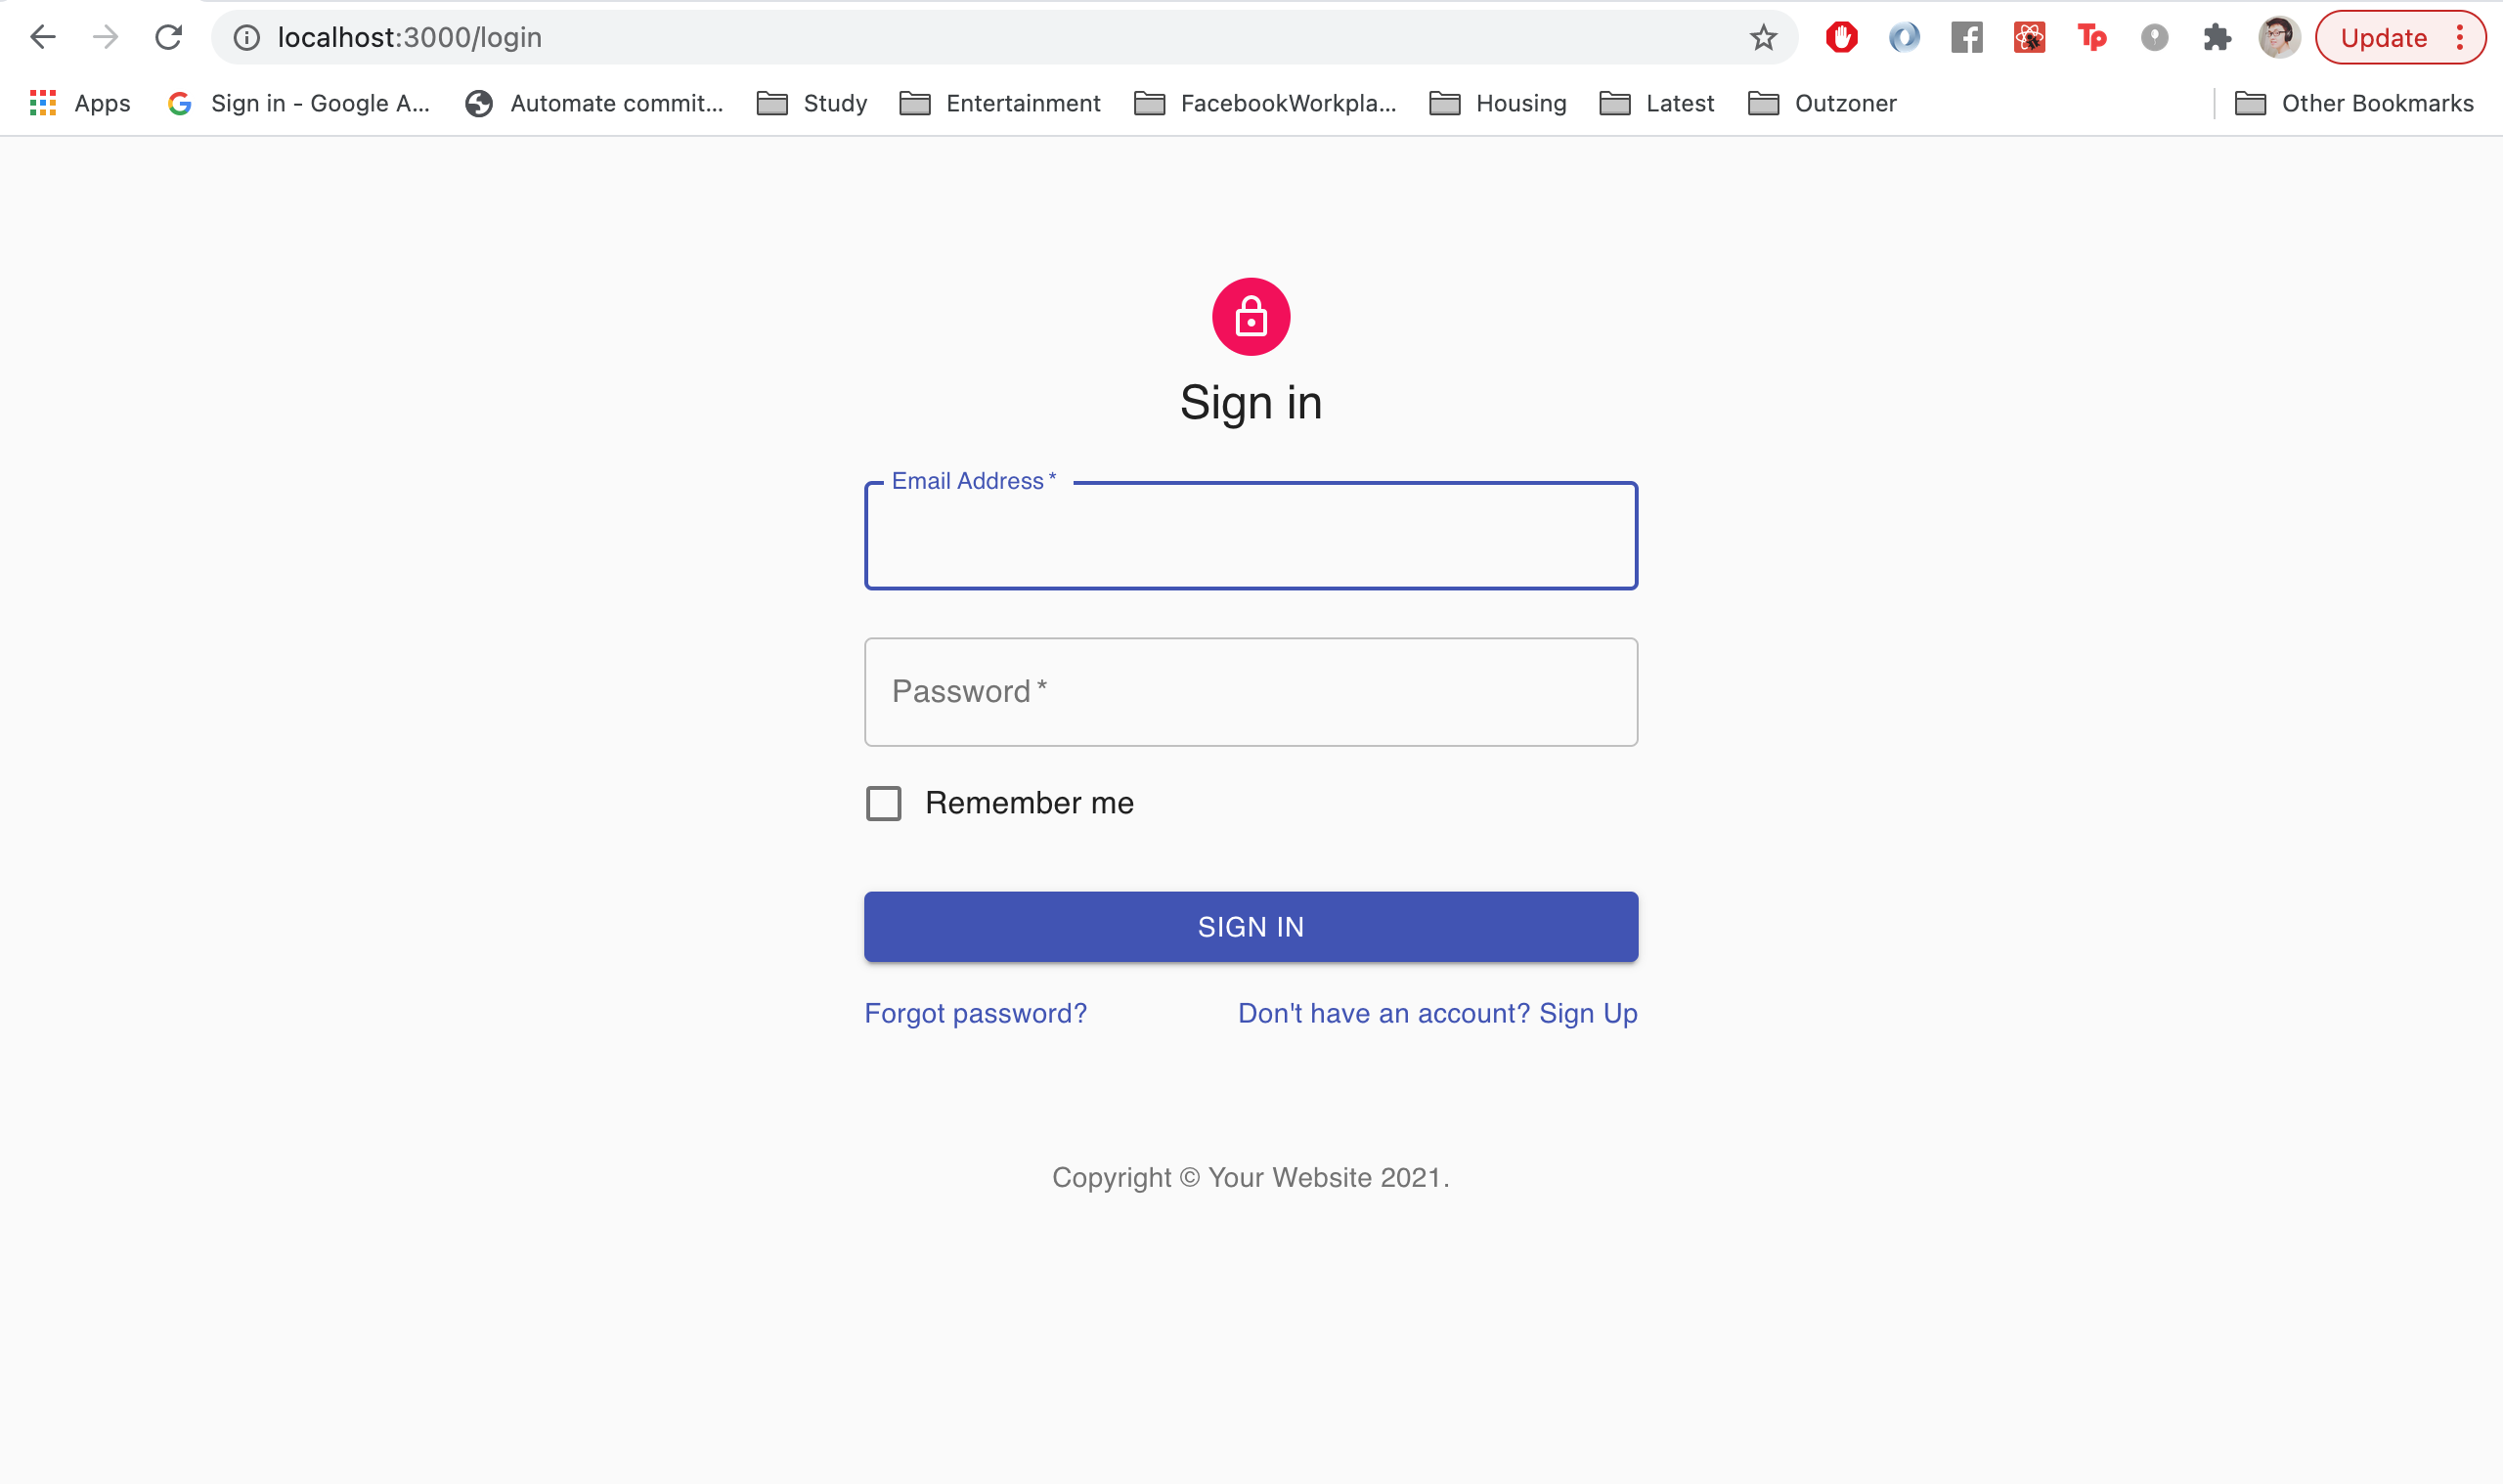 localhost:3000/login
Update
Apps
Sign in - Google A...
Automate commit...
Study
Entertainment
FacebookWorkpla...
Housing
Latest
Outzoner
Other Bookmarks
Sign in
Email Address *
Password *
Remember me
SIGN IN
Forgot password?
Don't have an account? Sign Up
Copyright © Your Website 2021.